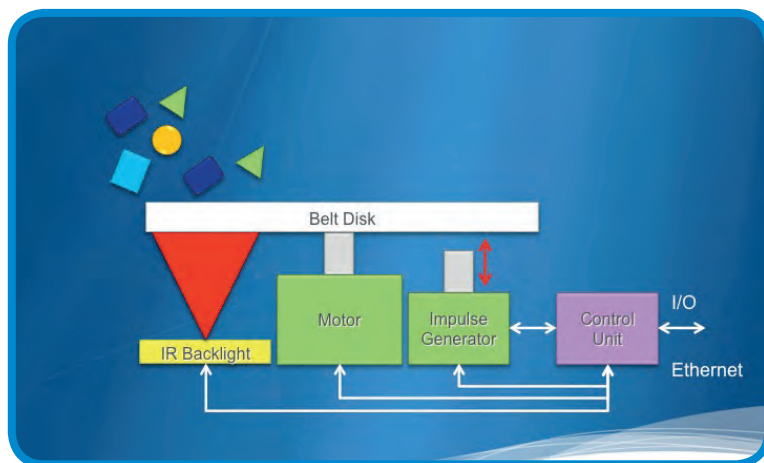 Belt Disk
Motor
Impulse
Generator
Control
Unit
I/O
IR Backlight
Ethernet